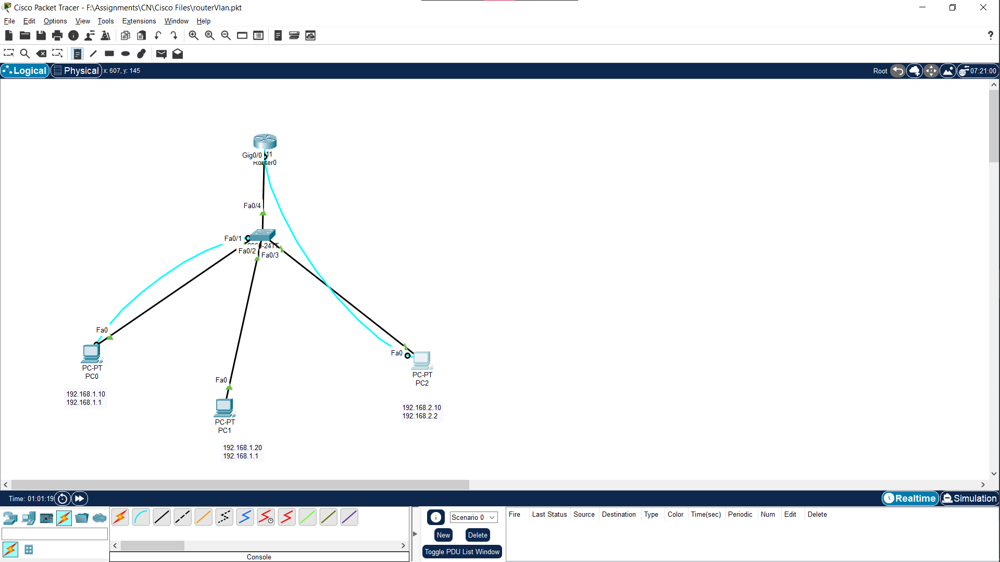 Cisco Packet Tracer - F:\Assignments\CN\Cisco Files\routerVlan.pkt
File Edit Options View Tools Extensions Window Help
?
Logical Physical x: 607, y: 145 Root 07:21:00
Gig0/0 11
Router0
Fa0/4
Fa0/1
-24TT
Fa0/2
Fa0/3
Fa0
PC-PT
PC0
192.168.1.10
192.168.1.1
Fa0
PC-PT
PC1
192.168.1.20
192.168.1.1
Fa0
PC-PT
PC2
192.168.2.10
192.168.2.2
Time: 01:01:19 Realtime Simulation
Scenario 0
New Delete
Toggle PDU List Window
Fire Last Status Source Destination Type Color Time(sec) Periodic Num Edit Delete
Console